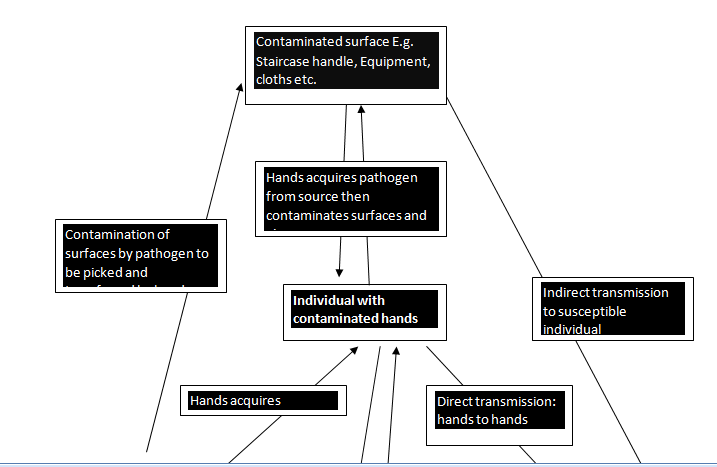 Contaminated surface E.g.
Staircase handle, Equipment,
cloths etc.
Hands acquires pathogen
from source then
contaminates surfaces and
Contamination of
surfaces by pathogen to
be picked and
Individual with
contaminated hands
Indirect transmission
to susceptible
individual
Hands acquires
Direct transmission:
hands to hands